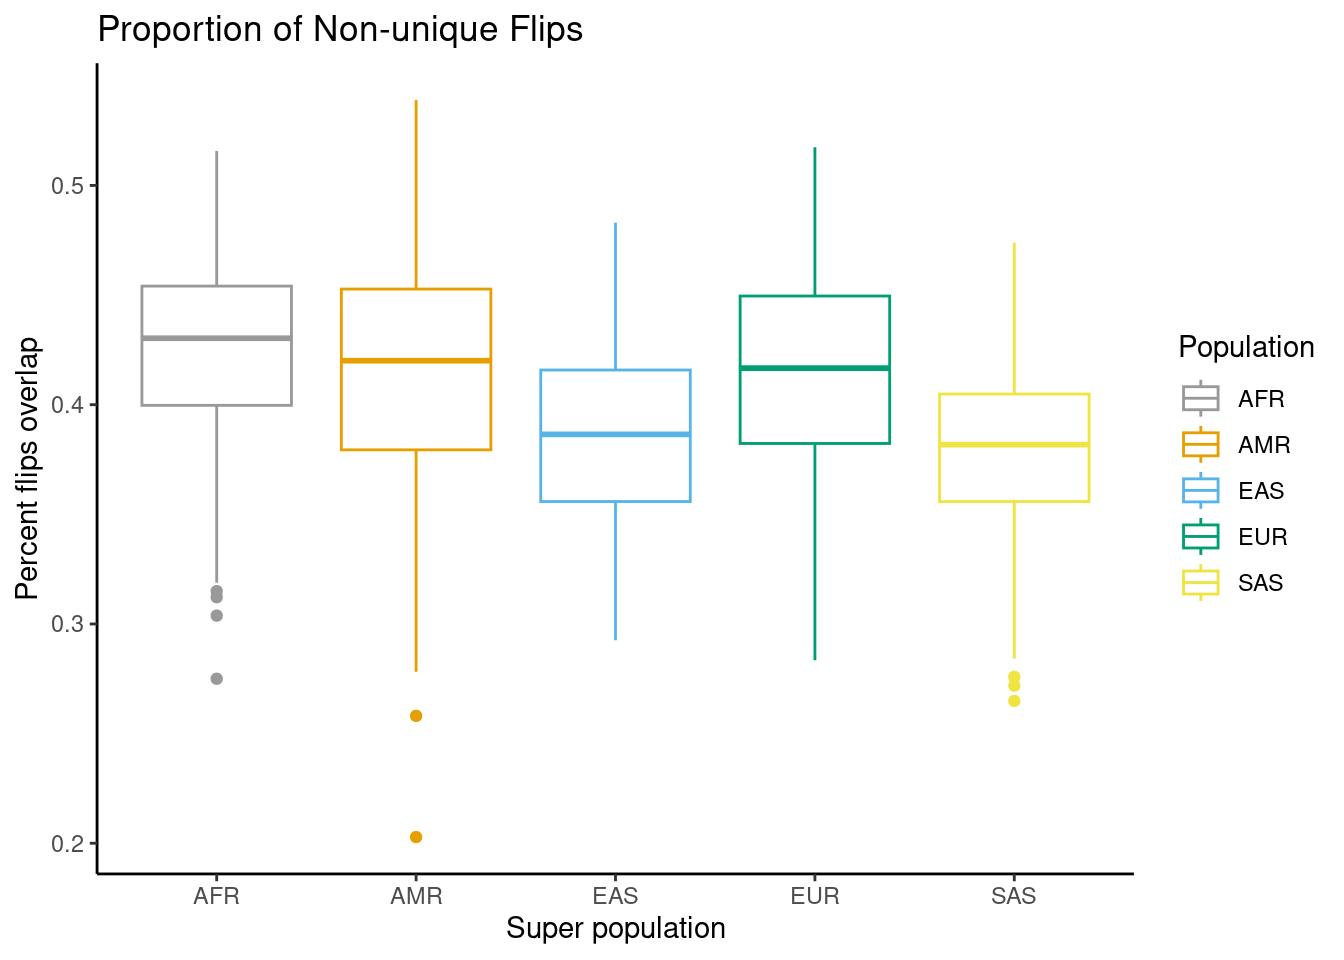 Proportion of Non-unique Flips
Percent flips overlap
0.5
0.4
0.3
0.2
AFR
AMR
EAS
EUR
SAS
Super population
Population
AFR
AMR
EAS
EUR
SAS